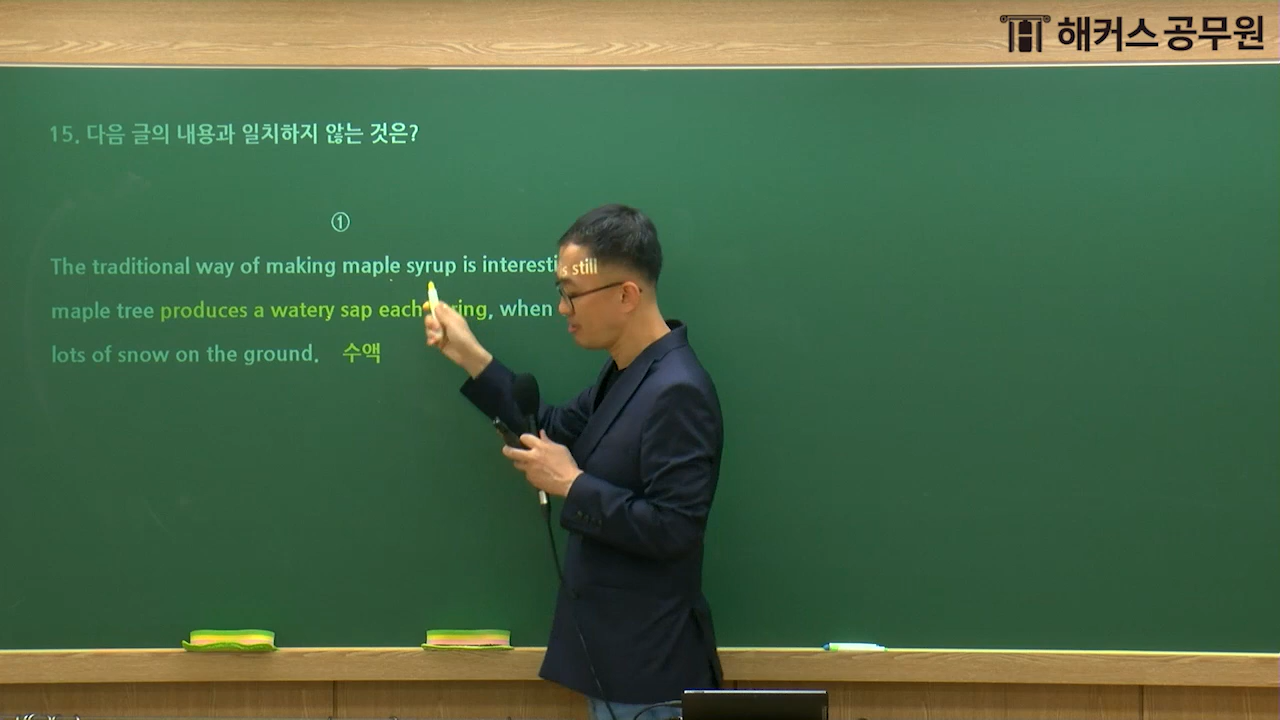 해커스공무원
15. 다음 글의 내용과 일치하지 않는 것은?
①
The traditional way of making maple syrup is still
maple tree produces a watery sap each, when
lots of snow on the ground. 수액